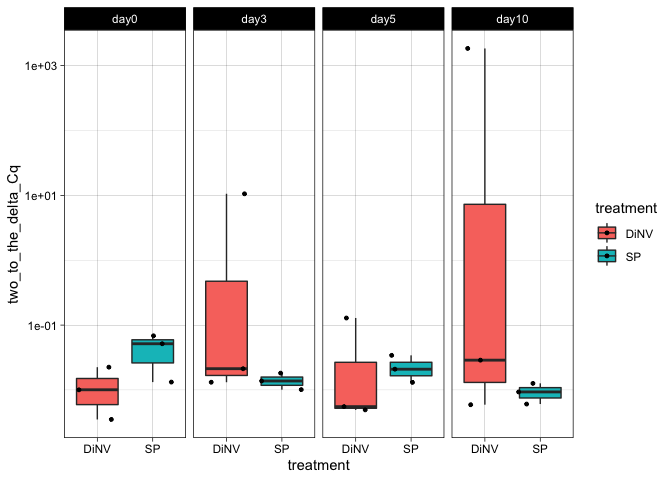 day0 day3 day5 day10
two_to_the_delta_Cq
1e+03
1e+01
1e-01
DiNV SP DiNV SP DiNV SP DiNV SP
treatment
treatment
DiNV
SP